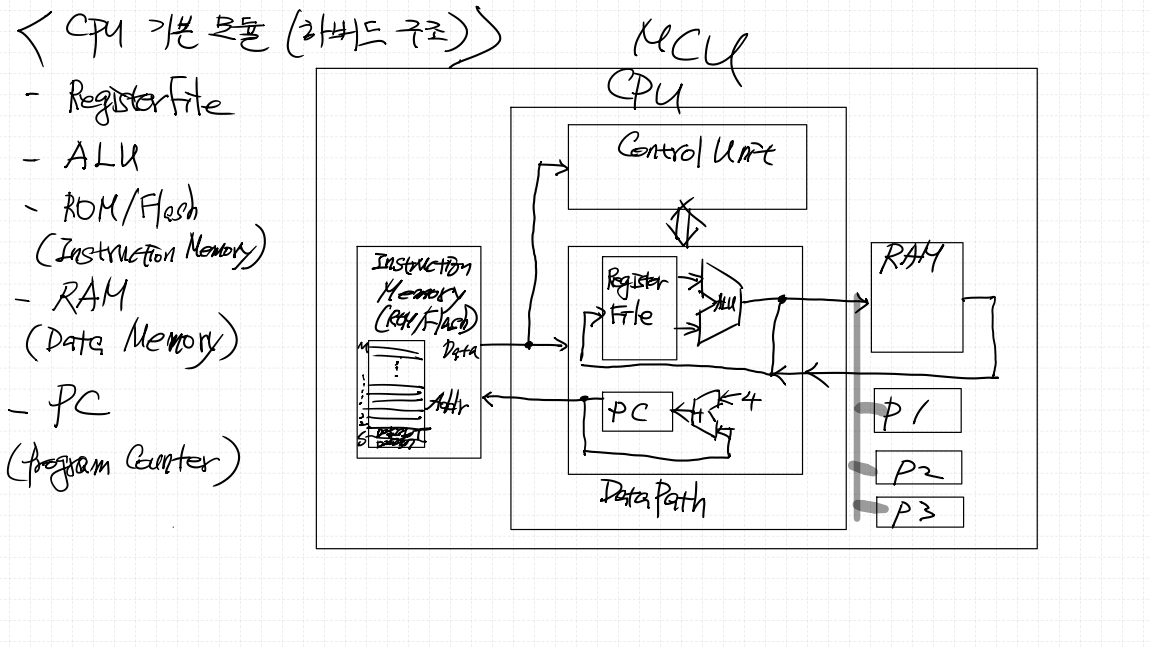 < CPU 기본 모듈 (하버드 구조) >
- RegisterFile
- ALU
- ROM/Flash
(Instruction Memory)
- RAM
(Data Memory)
- PC
(Program Counter)
MCU
CPU
Control Unit
Instruction
Memory
(ROM/Flash)
Data
Addr
Register
File
ALU
PC
+
4
DataPath
RAM
P1
P2
P3